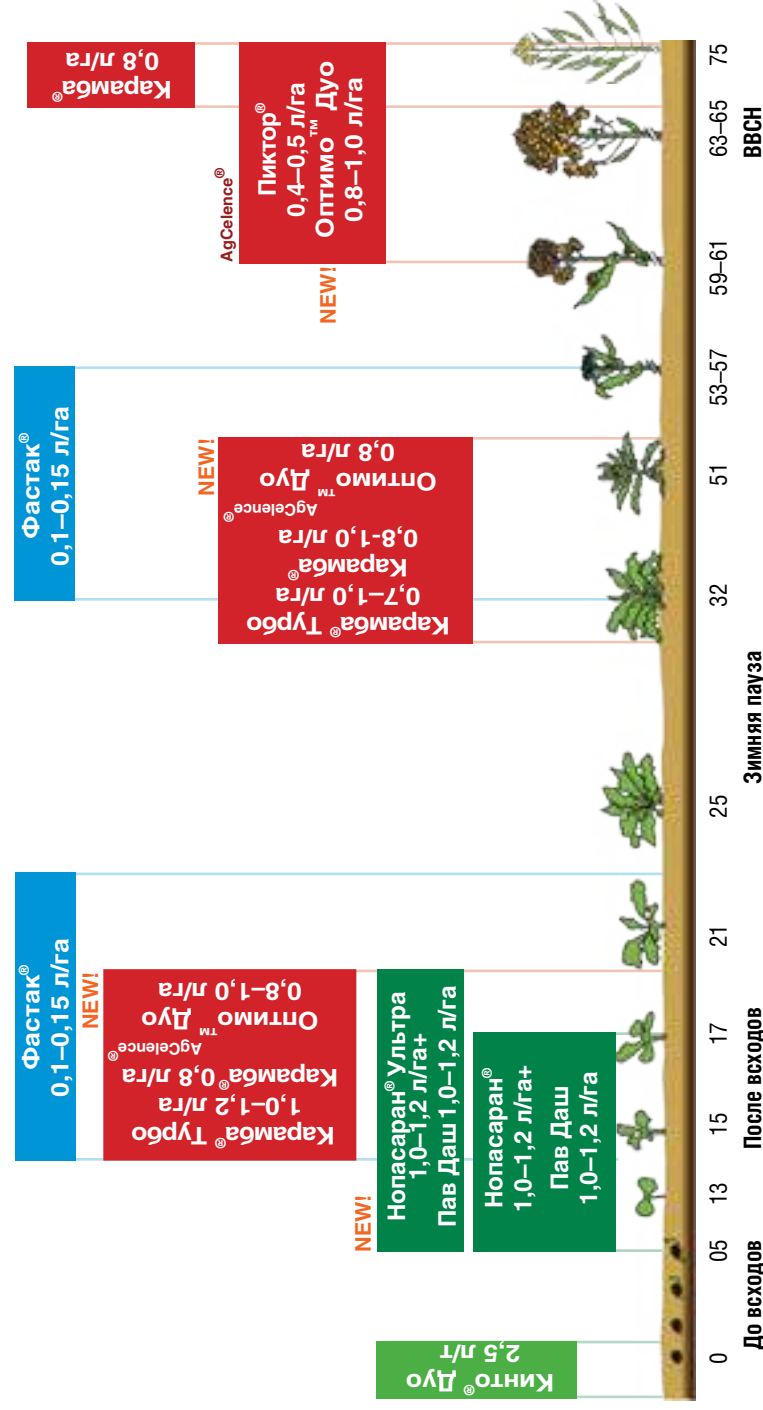 Кинто® Дуо
2,5 л/т
Фастак®
0,1–0,15 л/га
NEW!
Карамба® Турбо
1,0–1,2 л/га
Карамба® 0,8 л/га
AgCelence®
Оптимо™ Дуо
0,8–1,0 л/га
NEW!
Нопасаран® Ультра
1,0–1,2 л/га+
Пав Даш 1,0–1,2 л/га
Нопасаран®
1,0–1,2 л/га+
Пав Даш
1,0–1,2 л/га
Фастак®
0,1–0,15 л/га
NEW!
Карамба® Турбо
0,7–1,0 л/га
Карамба®
0,8-1,0 л/га
AgCelence®
Оптимо™ Дуо
0,8 л/га
NEW!
AgCelence®
Пиктор®
0,4–0,5 л/га
Оптимо™ Дуо
0,8–1,0 л/га
Карамба®
0,8 л/га
0 05 13 15 17 21 25 32 51 53–57 59–61 63–65 75
До всходов После всходов Зимняя пауза BBCH